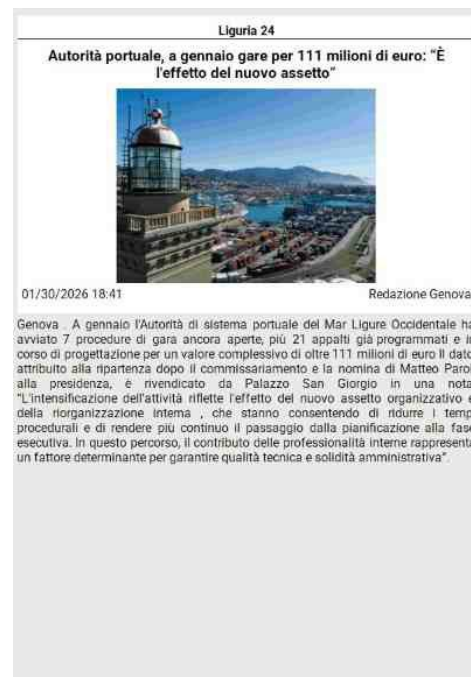 Liguria 24
Autorità portuale, a gennaio gare per 111 milioni di euro: “È
l’effetto del nuovo assetto”
01/30/2026 18:41 Redazione Genova
Genova . A gennaio l’Autorità di sistema portuale del Mar Ligure Occidentale ha
avviato 7 procedure di gara ancora aperte, più 21 appalti già programmati e in
corso di progettazione per un valore complessivo di oltre 111 milioni di euro Il dato,
attribuito alla ripartenza dopo il commissariamento e la nomina di Matteo Parol
alla presidenza, è rivendicato da Palazzo San Giorgio in una nota:
“L’intensificazione dell’attività riflette l’effetto del nuovo assetto organizzativo e
della riorganizzazione interna , che stanno consentendo di ridurre i temp
procedurali e di rendere più continuo il passaggio dalla pianificazione alla fase
esecutiva. In questo percorso, il contributo delle professionalità interne rappresenta
un fattore determinante per garantire qualità tecnica e solidità amministrativa”.